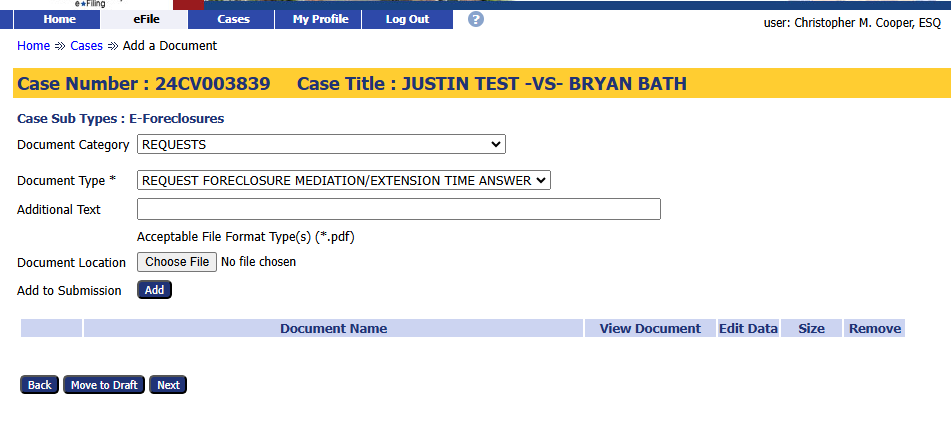 e★Filing
Home eFile Cases My Profile Log Out ? user: Christopher M. Cooper, ESQ
Home ⇒ Cases ⇒ Add a Document
Case Number : 24CV003839 Case Title : JUSTIN TEST -VS- BRYAN BATH
Case Sub Types : E-Foreclosures
Document Category REQUESTS
Document Type * REQUEST FORECLOSURE MEDIATION/EXTENSION TIME ANSWER
Additional Text
Acceptable File Format Type(s) (*.pdf)
Document Location Choose File No file chosen
Add to Submission Add
Document Name View Document Edit Data Size Remove
Back Move to Draft Next